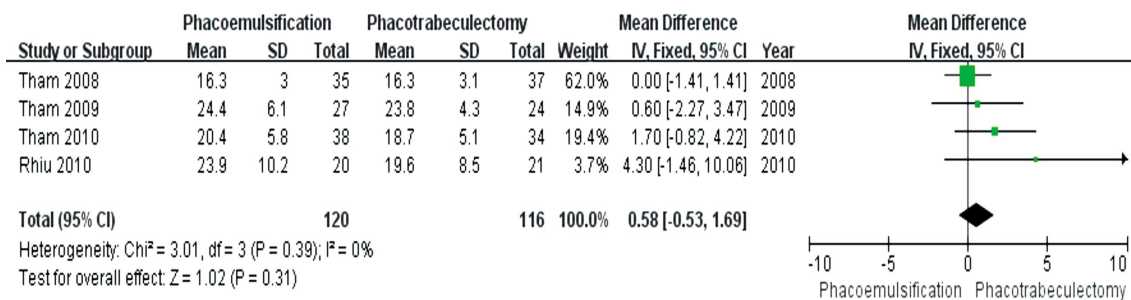 Phacoemulsification Phacotrabeculectomy Mean Difference Mean Difference
Study or Subgroup Mean SD Total Mean SD Total Weight IV, Fixed, 95% CI Year IV, Fixed, 95% CI
Tham 2008 16.3 3 35 16.3 3.1 37 62.0% 0.00 [-1.41, 1.41] 2008
Tham 2009 24.4 6.1 27 23.8 4.3 24 14.9% 0.60 [-2.27, 3.47] 2009
Tham 2010 20.4 5.8 38 18.7 5.1 34 19.4% 1.70 [-0.82, 4.22] 2010
Rhiu 2010 23.9 10.2 20 19.6 8.5 21 3.7% 4.30 [-1.46, 10.06] 2010
Total (95% CI) 120 116 100.0% 0.58 [-0.53, 1.69]
Heterogeneity: Chi² = 3.01, df = 3 (P = 0.39); I² = 0%
Test for overall effect: Z = 1.02 (P = 0.31)
-10 -5 0 5 10
Phacoemulsification Phacotrabeculectomy